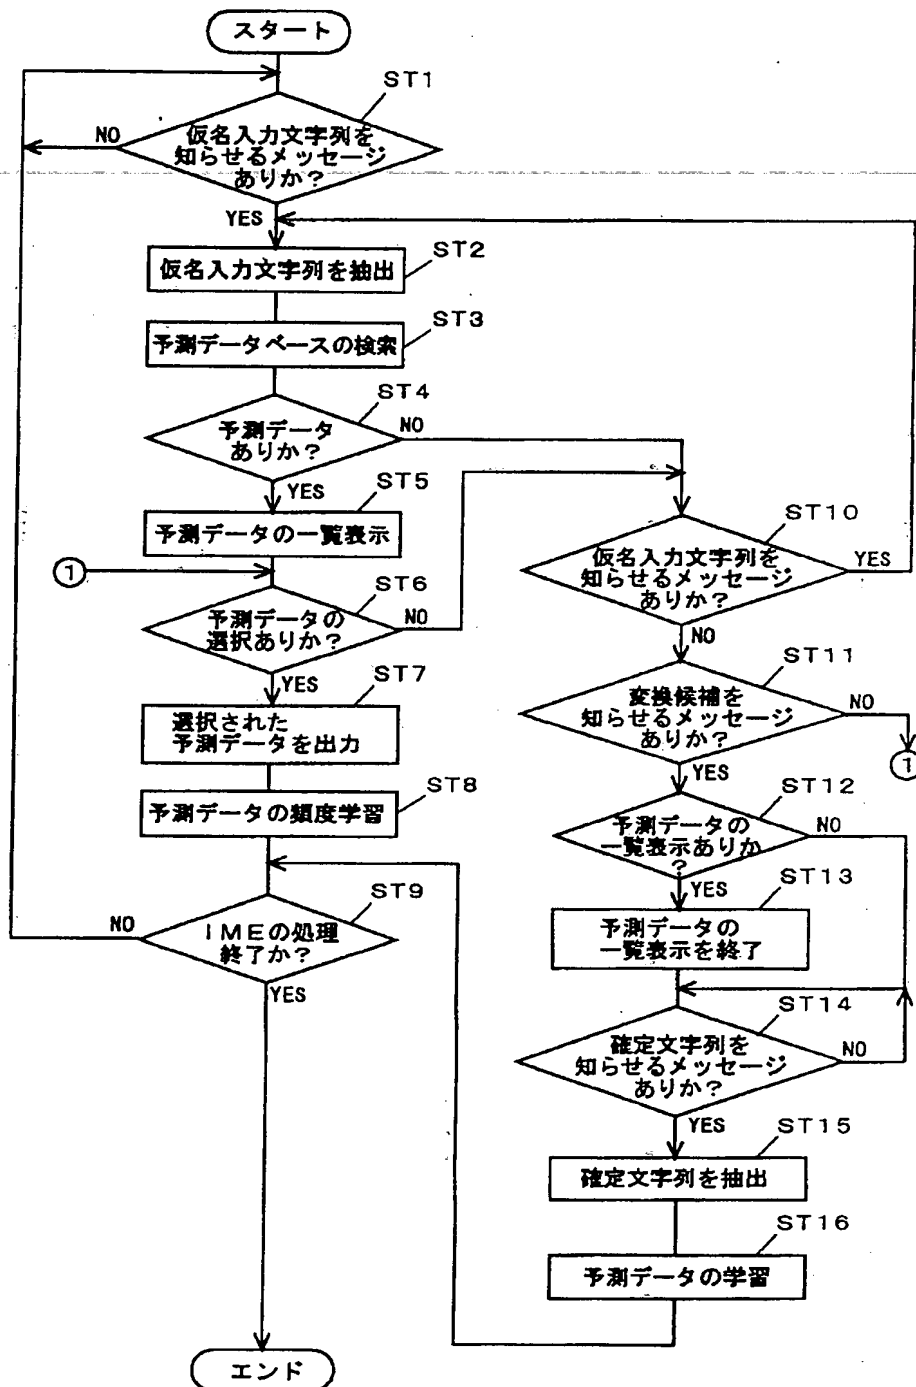 スタート
ST1
仮名入力文字列を
知らせるメッセージ
ありか?
NO
YES
ST2
仮名入力文字列を抽出
ST3
予測データベースの検索
ST4
予測データ
ありか?
NO
YES
ST5
予測データの一覧表示
1
ST6
予測データの
選択ありか?
NO
YES
ST7
選択された
予測データを出力
ST8
予測データの頻度学習
ST9
IMEの処理
終了か?
NO
YES
エンド
ST10
仮名入力文字列を
知らせるメッセージ
ありか?
YES
NO
ST11
変換候補を
知らせるメッセージ
ありか?
NO
1
YES
ST12
予測データの
一覧表示ありか
?
NO
YES
ST13
予測データの
一覧表示を終了
ST14
確定文字列を
知らせるメッセージ
ありか?
NO
YES
ST15
確定文字列を抽出
ST16
予測データの学習